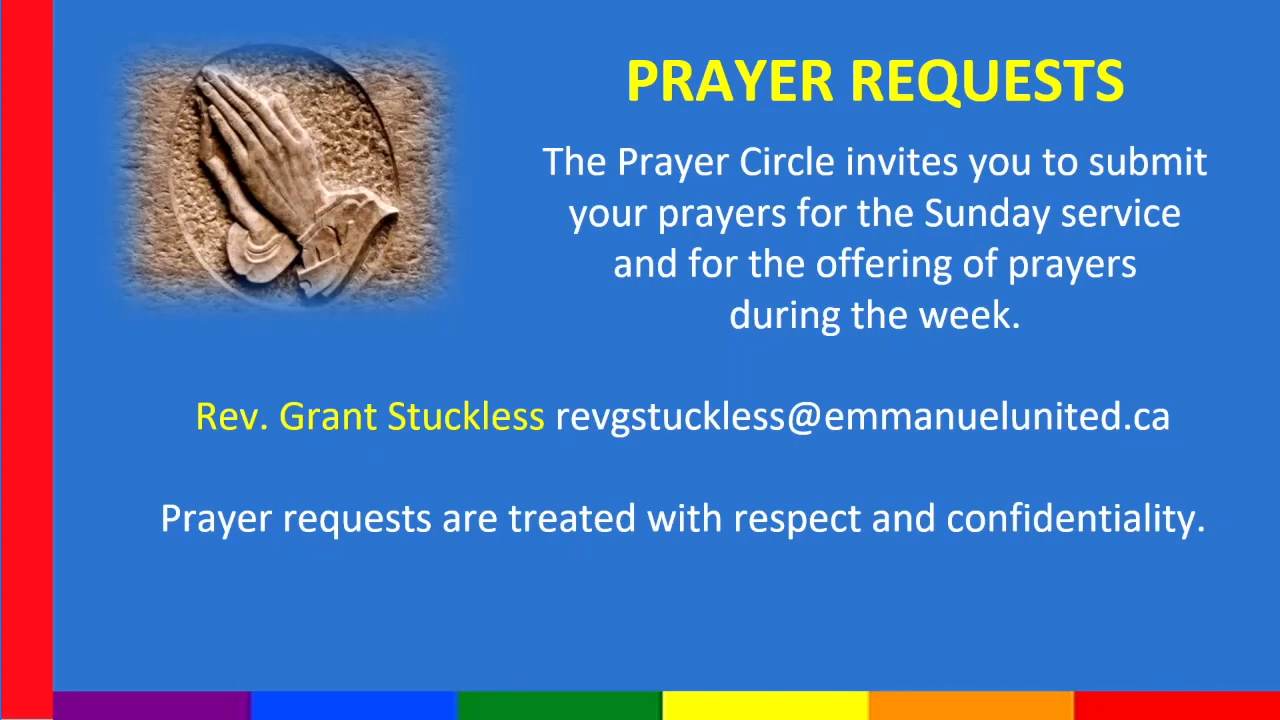 PRAYER REQUESTS
The Prayer Circle invites you to submit
your prayers for the Sunday service
and for the offering of prayers
during the week.
Rev. Grant Stuckless revgstuckless@emmanuelunited.ca
Prayer requests are treated with respect and confidentiality.